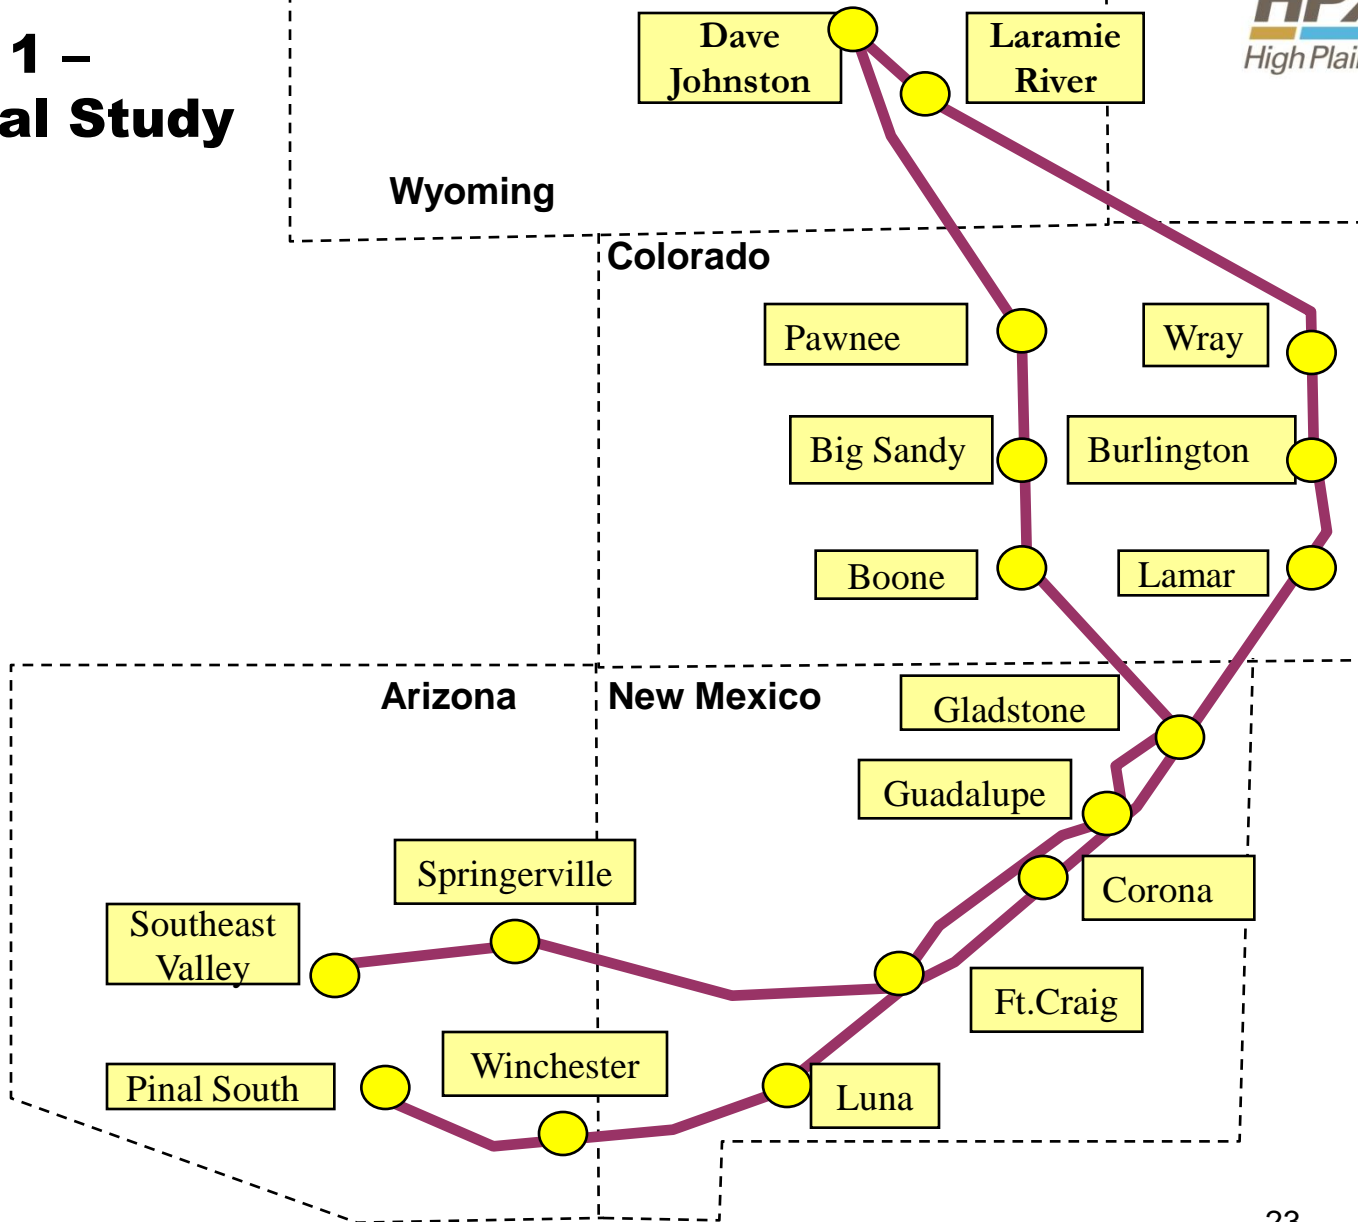 1 –
al Study
Dave
Johnston
Laramie
River
High Plai
Wyoming
Colorado
Pawnee
Wray
Big Sandy
Burlington
Boone
Lamar
Arizona
New Mexico
Gladstone
Guadalupe
Springerville
Corona
Southeast
Valley
Ft.Craig
Winchester
Pinal South
Luna
23